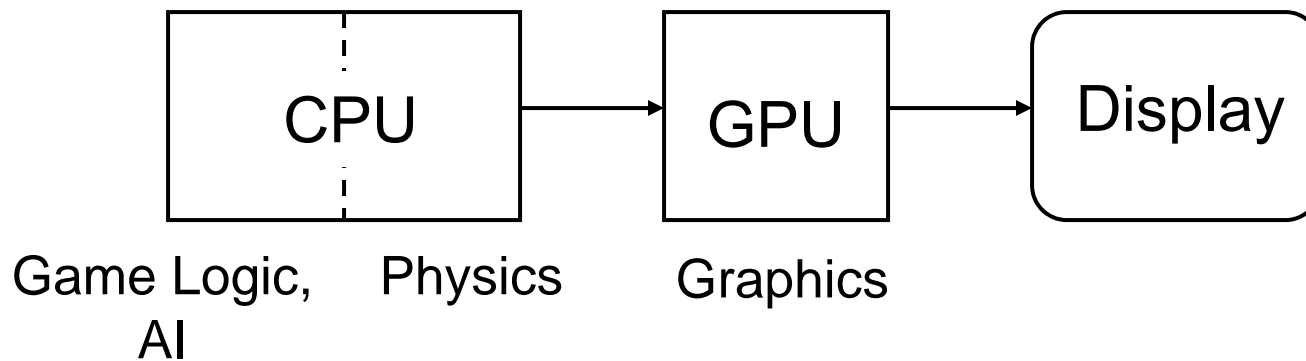 CPU
GPU
Display
Game Logic,
AI
Physics
Graphics